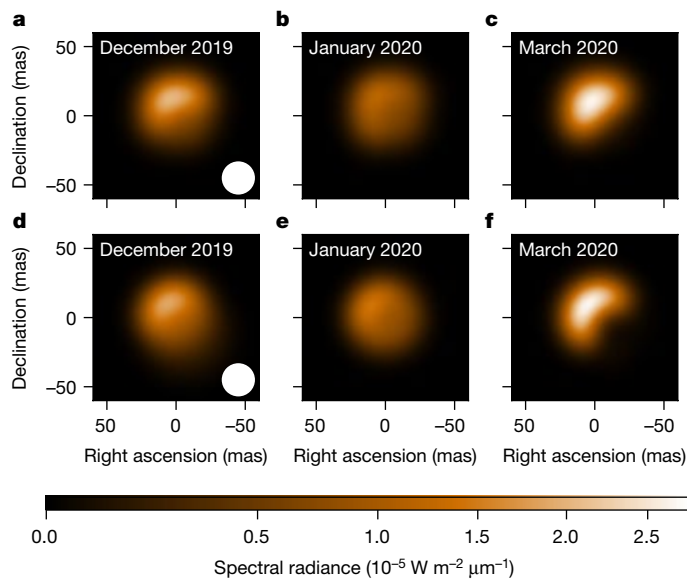 a b c
December 2019 January 2020 March 2020
50
0
−50
Declination (mas)
d e f
December 2019 January 2020 March 2020
50
0
−50
Declination (mas)
50 0 −50 50 0 −50 50 0 −50
Right ascension (mas) Right ascension (mas) Right ascension (mas)
0.0 0.5 1.0 1.5 2.0 2.5
Spectral radiance (10⁻⁵ W m⁻² μm⁻¹)